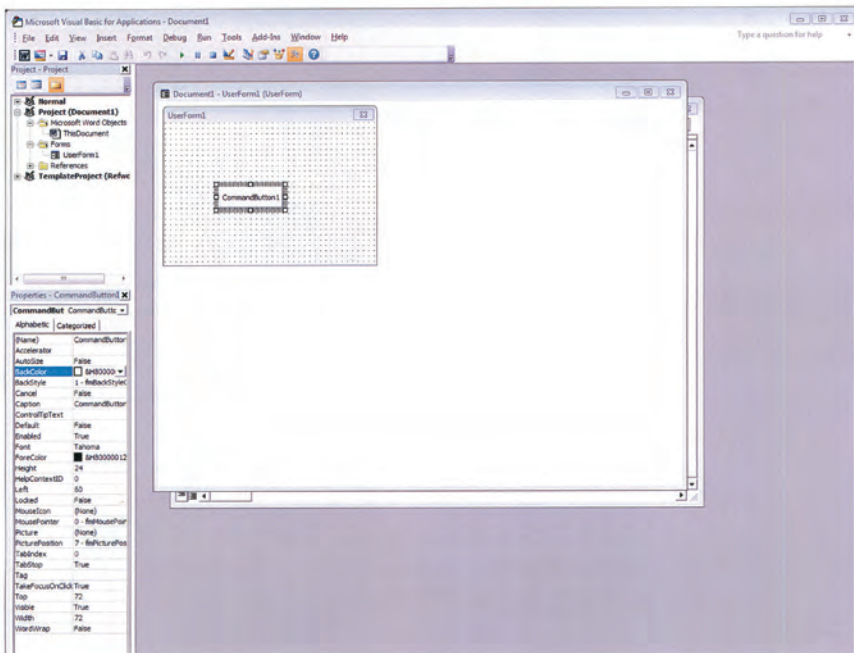 Microsoft Visual Basic for Applications - Document1
File Edit View Insert Format Debug Run Tools Add-Ins Window Help
Type a question for help
Project - Project
Normal
Project (Document1)
Microsoft Word Objects
ThisDocument
Forms
UserForm1
References
TemplateProject (Refwc
Document1 - UserForm1 (UserForm)
UserForm1
CommandButton1
Properties - CommandButton1
CommandBut CommandButto
Alphabetic Categorized
(Name) CommandButton
Accelerator
AutoSize False
BackColor &H80000
BackStyle 1 - fmBackStyleO
Cancel False
Caption CommandButton
ControlTipText
Default False
Enabled True
Font Tahoma
ForeColor &H80000012
Height 24
HelpContextID 0
Left 60
Locked False
MouseIcon (None)
MousePointer 0 - fmMousePoin
Picture (None)
PicturePosition 7 - fmPicturePos
TabIndex 0
TabStop True
Tag
TakeFocusOnClick True
Top 72
Visible True
Width 72
WordWrap False